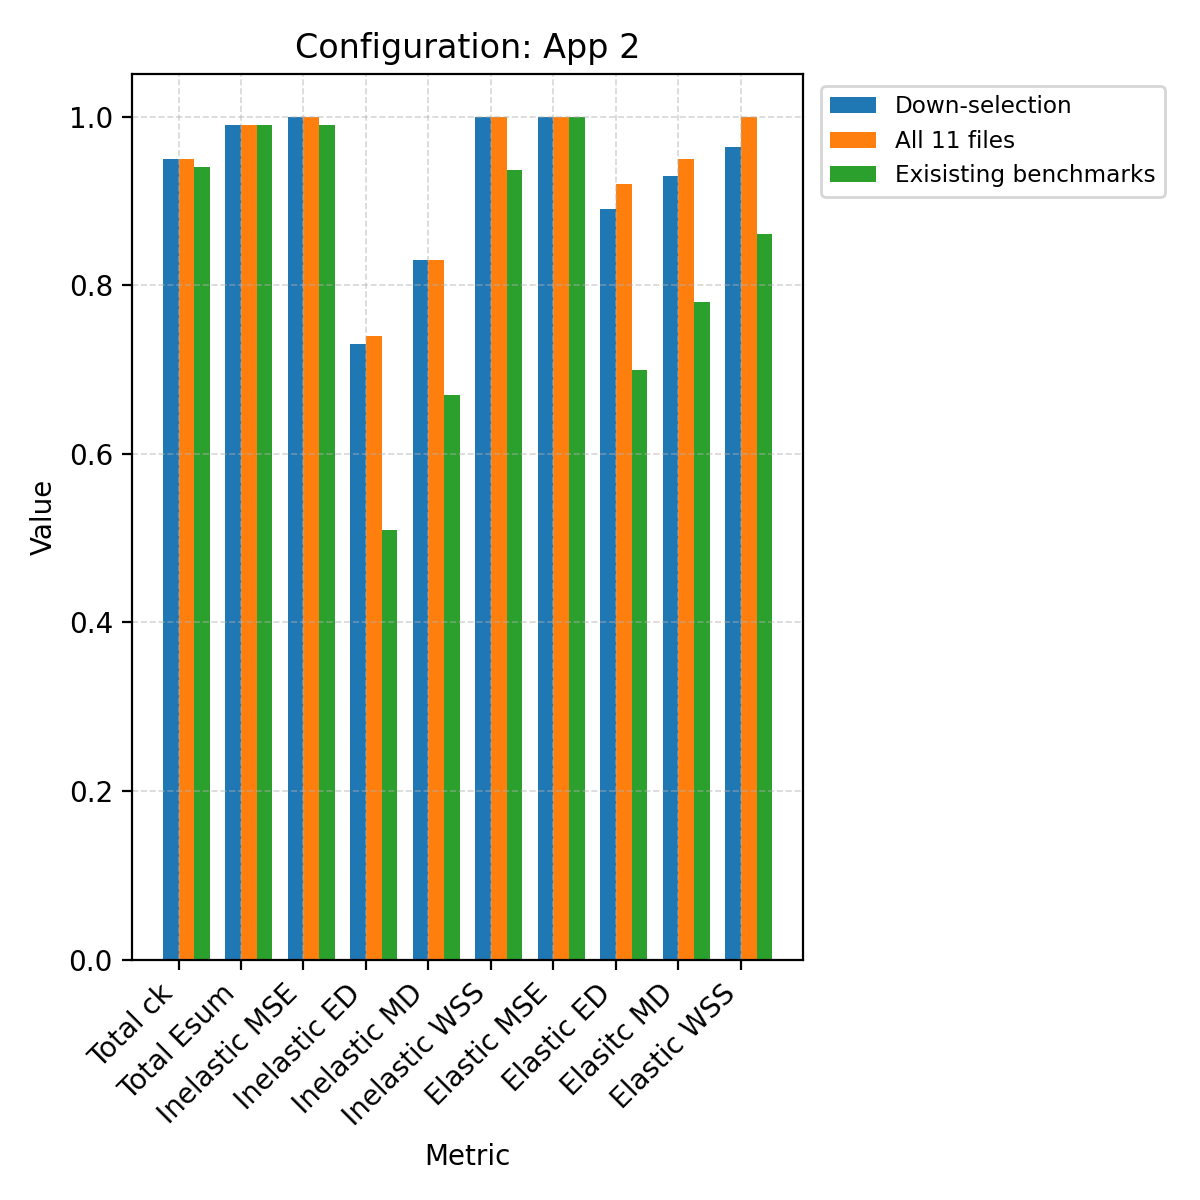 Configuration: App 2
Down-selection
All 11 files
Exisisting benchmarks
1.0
0.8
0.6
0.4
0.2
0.0
Value
Total ck
Total Esum
Inelastic MSE
Inelastic ED
Inelastic MD
Inelastic WSS
Elastic MSE
Elastic ED
Elasitc MD
Elastic WSS
Metric